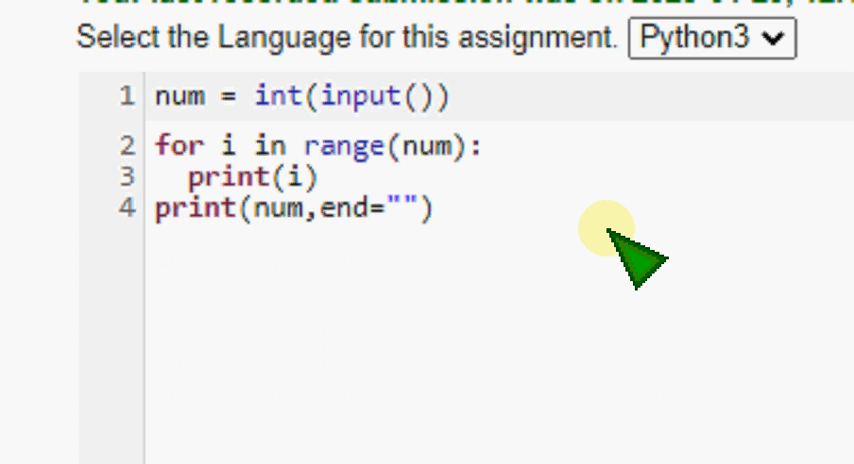 Select the Language for this assignment. Python3
1 num = int(input())
2 for i in range(num):
3   print(i)
4 print(num,end="")